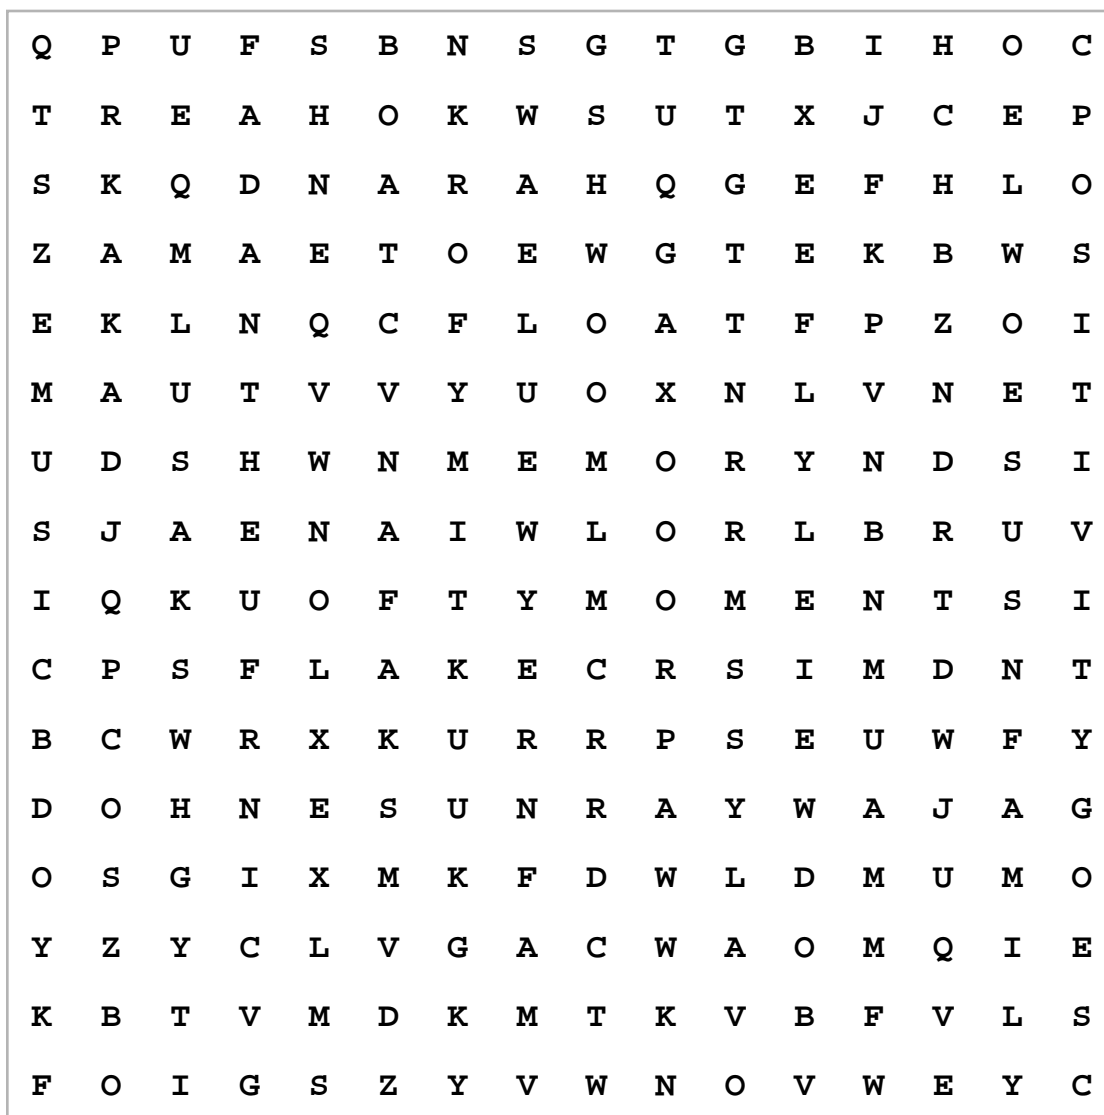 Q P U F S B N S G T G B I H O C
T R E A H O K W S U T X J C E P
S K Q D N A R A H Q G E F H L O
Z A M A E T O E W G T E K B W S
E K L N Q C F L O A T F P Z O I
M A U T V V Y U O X N L V N E T
U D S H W N M E M O R Y N D S I
S J A E N A I W L O R L B R U V
I Q K U O F T Y M O M E N T S I
C P S F L A K E C R S I M D N T
B C W R X K U R R P S E U W F Y
D O H N E S U N R A Y W A J A G
O S G I X M K F D W L D M U M O
Y Z Y C L V G A C W A O M Q I E
K B T V M D K M T K V B F V L S
F O I G S Z Y V W N O V W E Y C